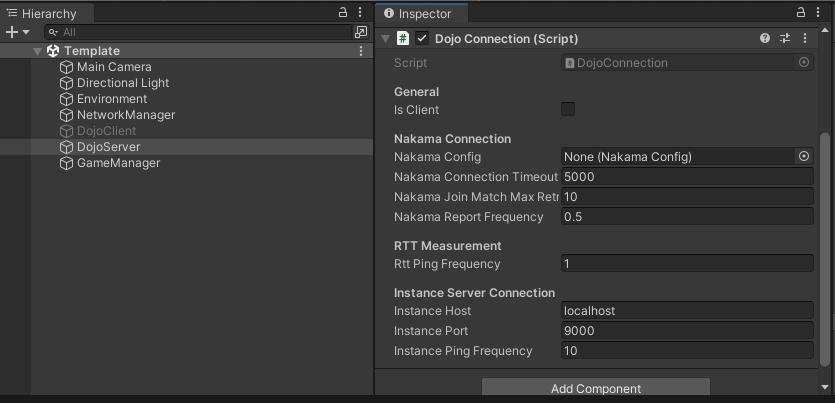 Hierarchy
All
Template
Main Camera
Directional Light
Environment
NetworkManager
DojoClient
DojoServer
GameManager
Inspector
# Dojo Connection (Script)
Script # DojoConnection
General
Is Client
Nakama Connection
Nakama Config None (Nakama Config)
Nakama Connection Timeout 5000
Nakama Join Match Max Retr 10
Nakama Report Frequency 0.5
RTT Measurement
Rtt Ping Frequency 1
Instance Server Connection
Instance Host localhost
Instance Port 9000
Instance Ping Frequency 10
Add Component